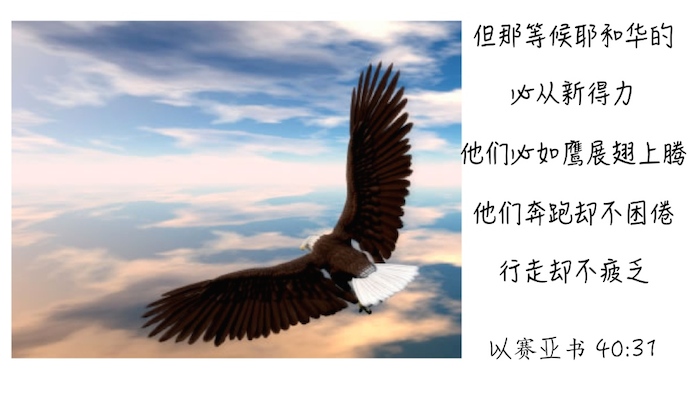 但那等候耶和华的
必从新得力
他们必如鹰展翅上腾
他们奔跑却不困倦
行走却不疲乏
以赛亚书 40:31